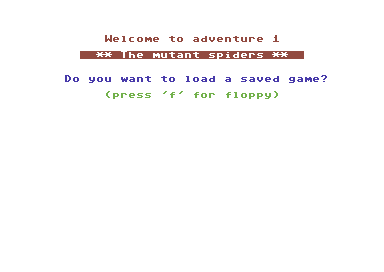 Welcome to adventure 1
** The mutant spiders **
Do you want to load a saved game?
(press 'f' for floppy)